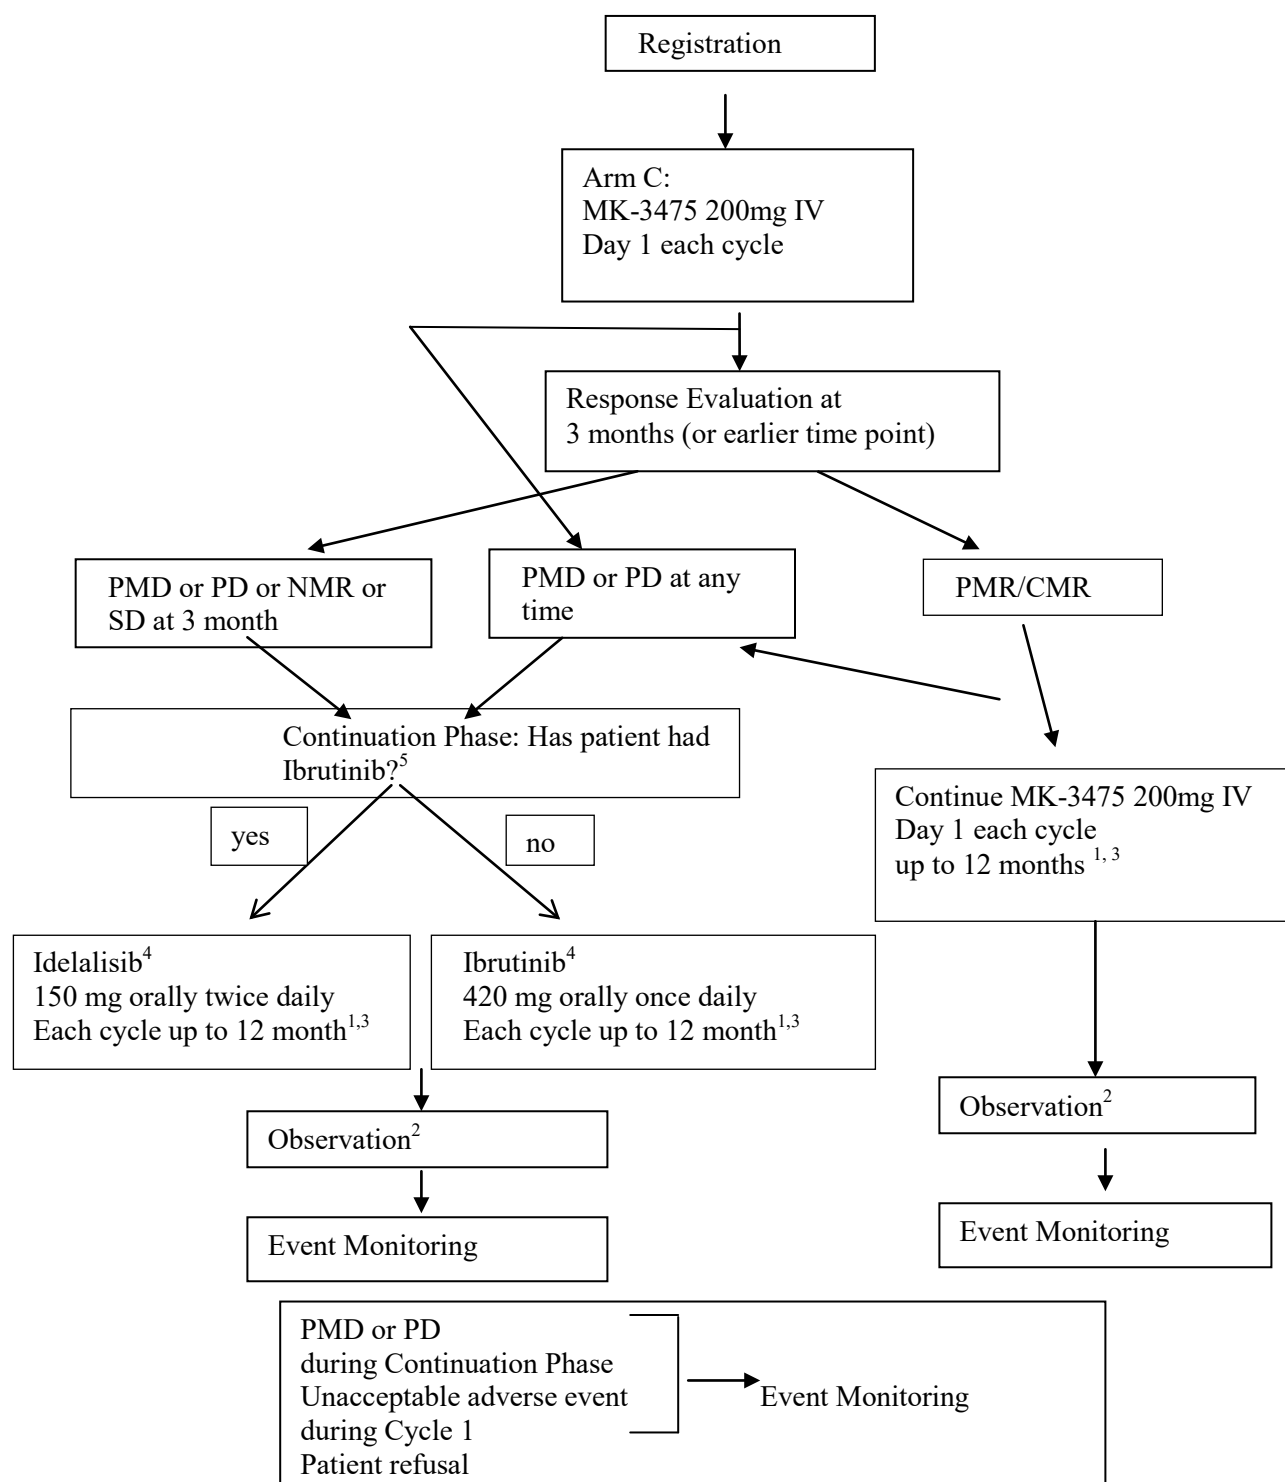 Registration
Arm C:
MK-3475 200mg IV
Day 1 each cycle
Response Evaluation at
3 months (or earlier time point)
PMD or PD or NMR or
SD at 3 month
PMD or PD at any
time
PMR/CMR
Continuation Phase: Has patient had
Ibrutinib?⁵
yes
no
Continue MK-3475 200mg IV
Day 1 each cycle
up to 12 months ¹, ³
Idelalisib⁴
150 mg orally twice daily
Each cycle up to 12 month¹,³
Ibrutinib⁴
420 mg orally once daily
Each cycle up to 12 month¹,³
Observation²
Event Monitoring
Observation²
Event Monitoring
PMD or PD
during Continuation Phase
Unacceptable adverse event
during Cycle 1
Patient refusal
Event Monitoring